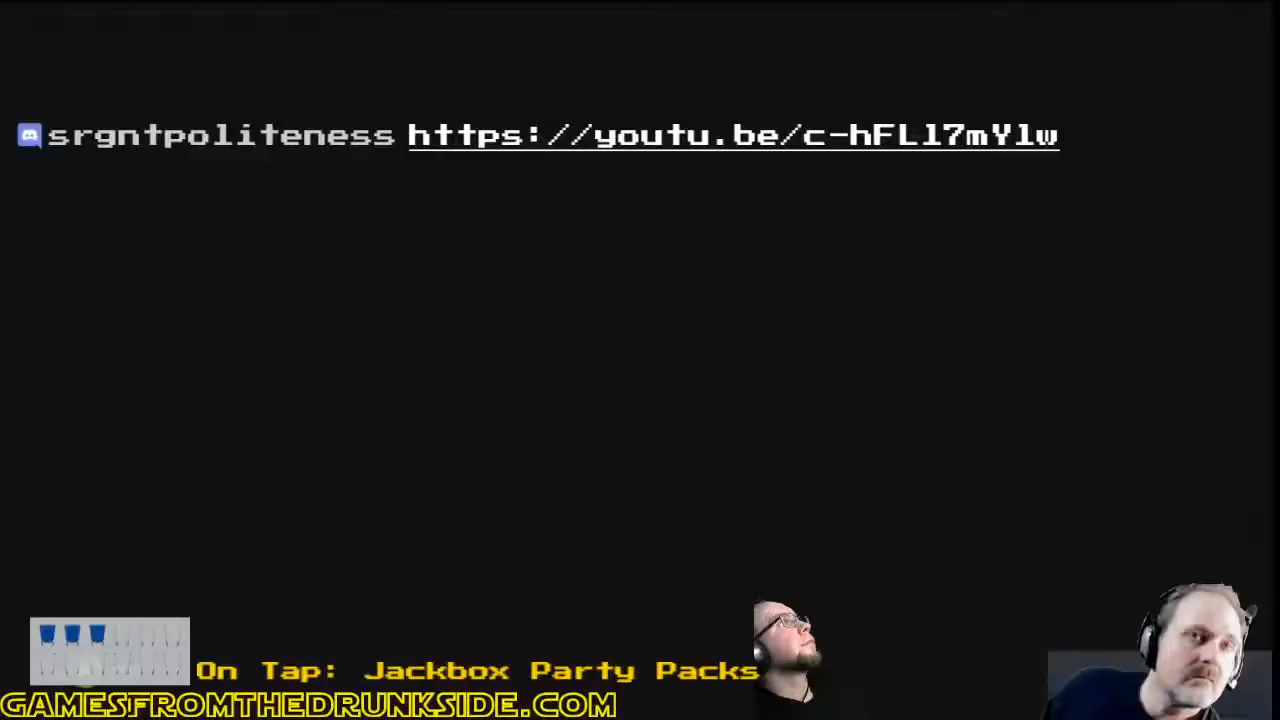 srgntpoliteness https://youtu.be/c-hFLl7mYlw
On Tap: Jackbox Party Packs
GAMESFROMTHEDRUNKSIDE.COM